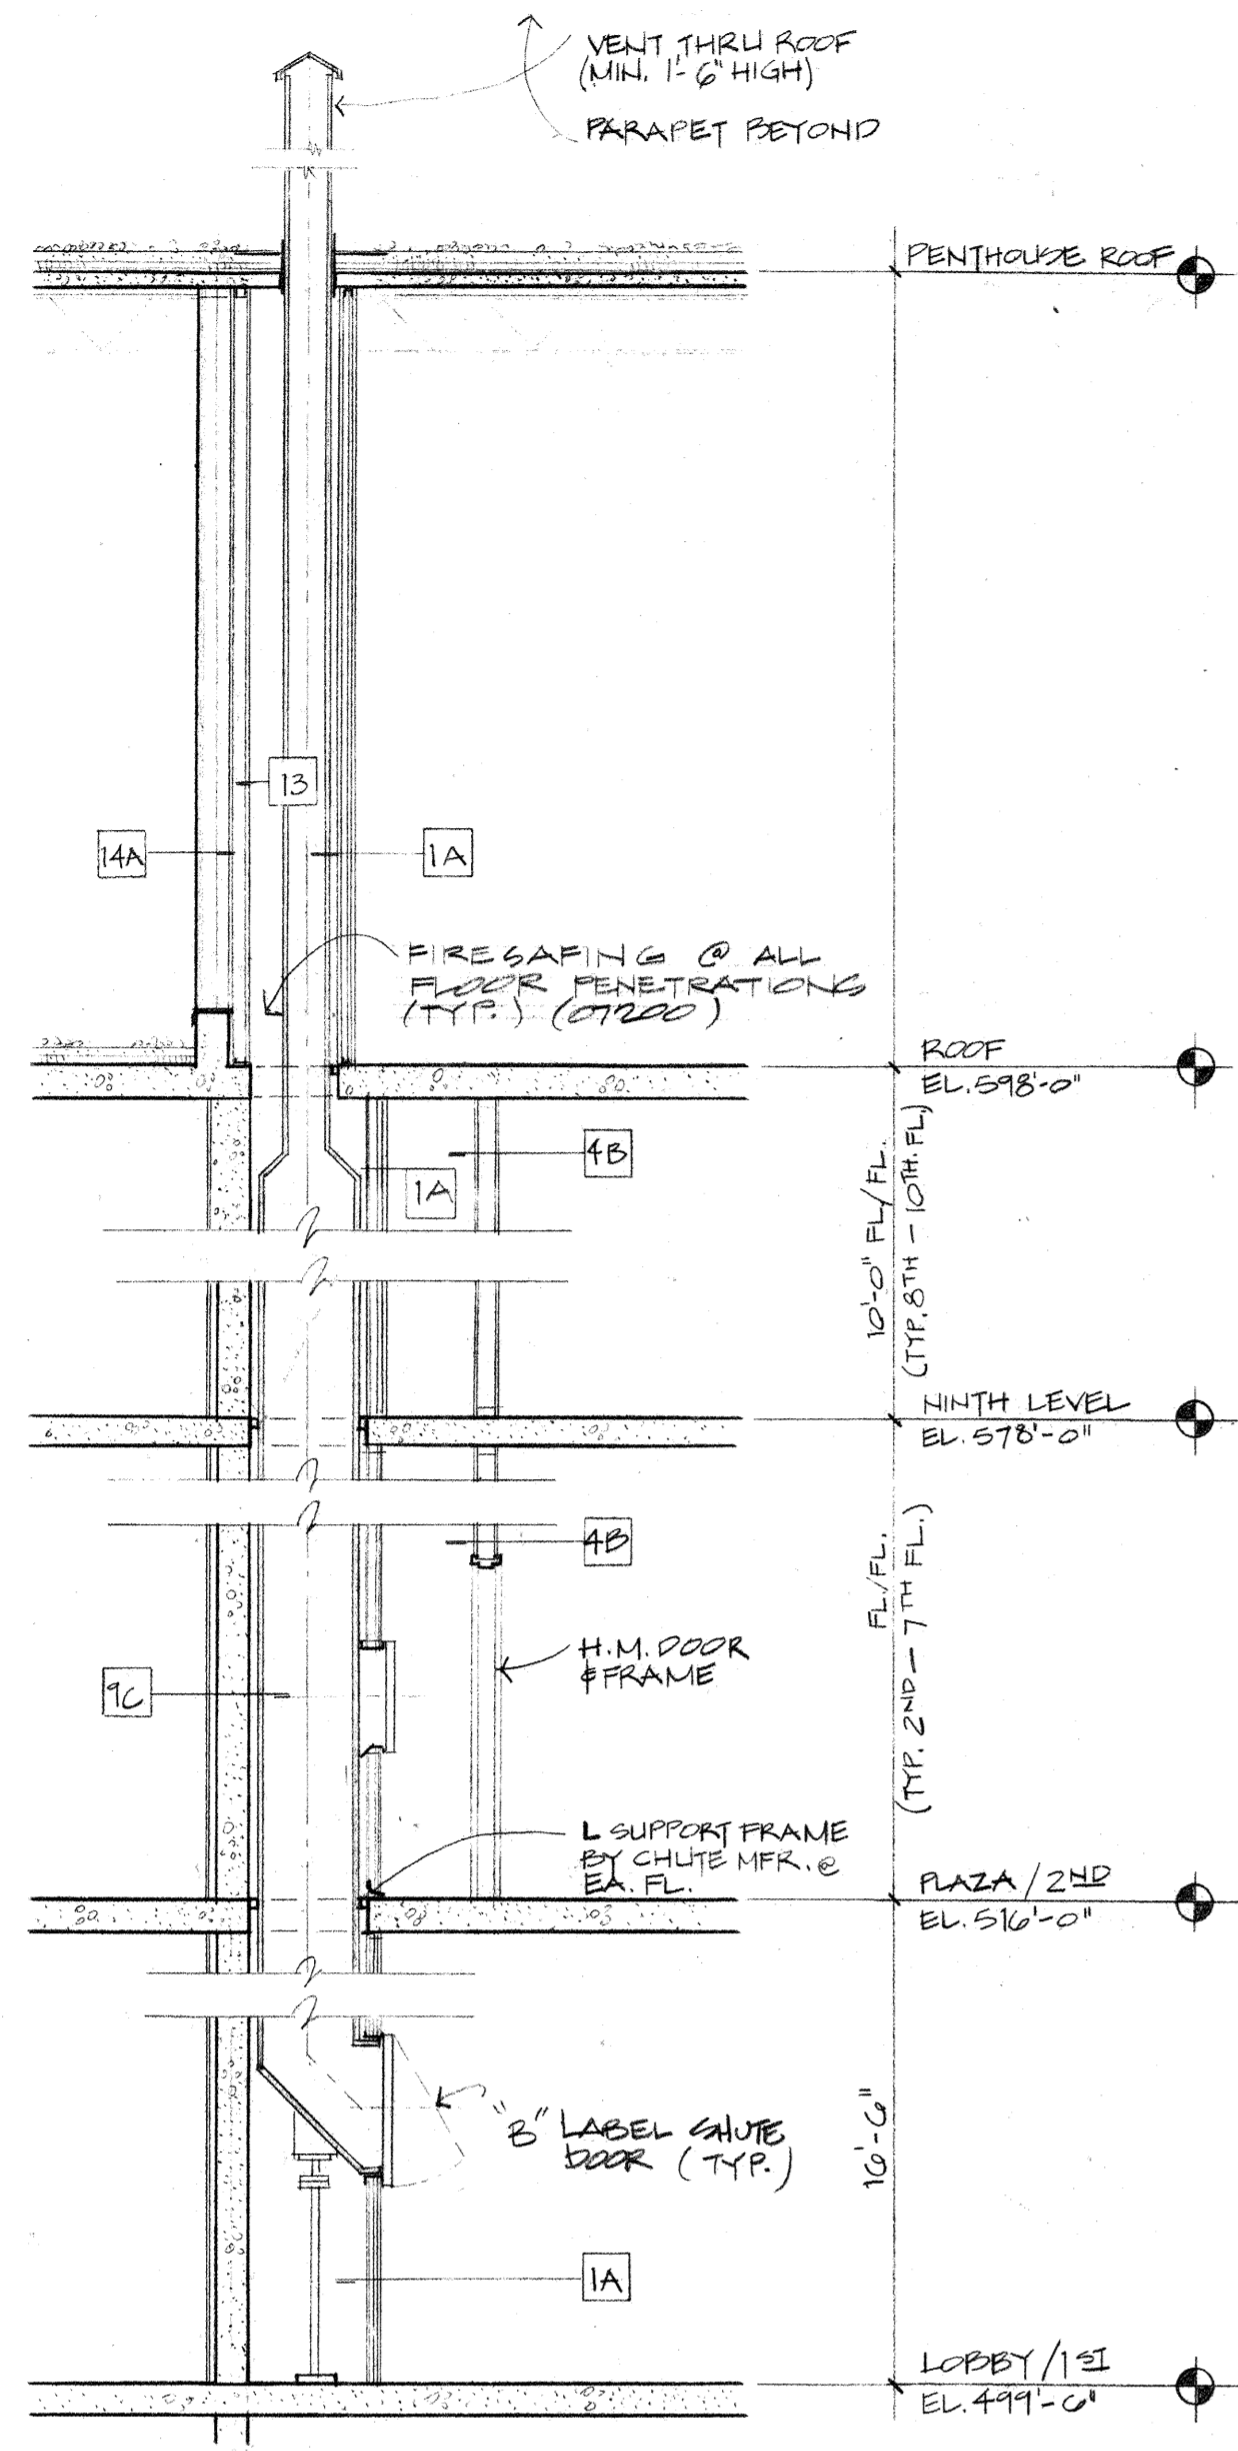 VENT THRU ROOF
(MIN. 1'-6" HIGH)
PARAPET BEYOND
PENTHOUSE ROOF
13
14A
1A
FIRESAFING @ ALL
FLOOR PENETRATIONS
(TYP.) (07200)
ROOF
EL. 598'-0"
4B
1A
10'-0" FL/FL.
(TYP. 8TH - 10TH. FL.)
NINTH LEVEL
EL. 578'-0"
4B
FL./FL.
(TYP. 2ND - 7TH FL.)
H.M. DOOR
& FRAME
9C
L SUPPORT FRAME
BY CHUTE MFR. @
EA. FL.
PLAZA / 2ND
EL. 516'-0"
"B" LABEL CHUTE
DOOR (TYP.)
16'-6"
1A
LOBBY / 1ST
EL. 499'-6"